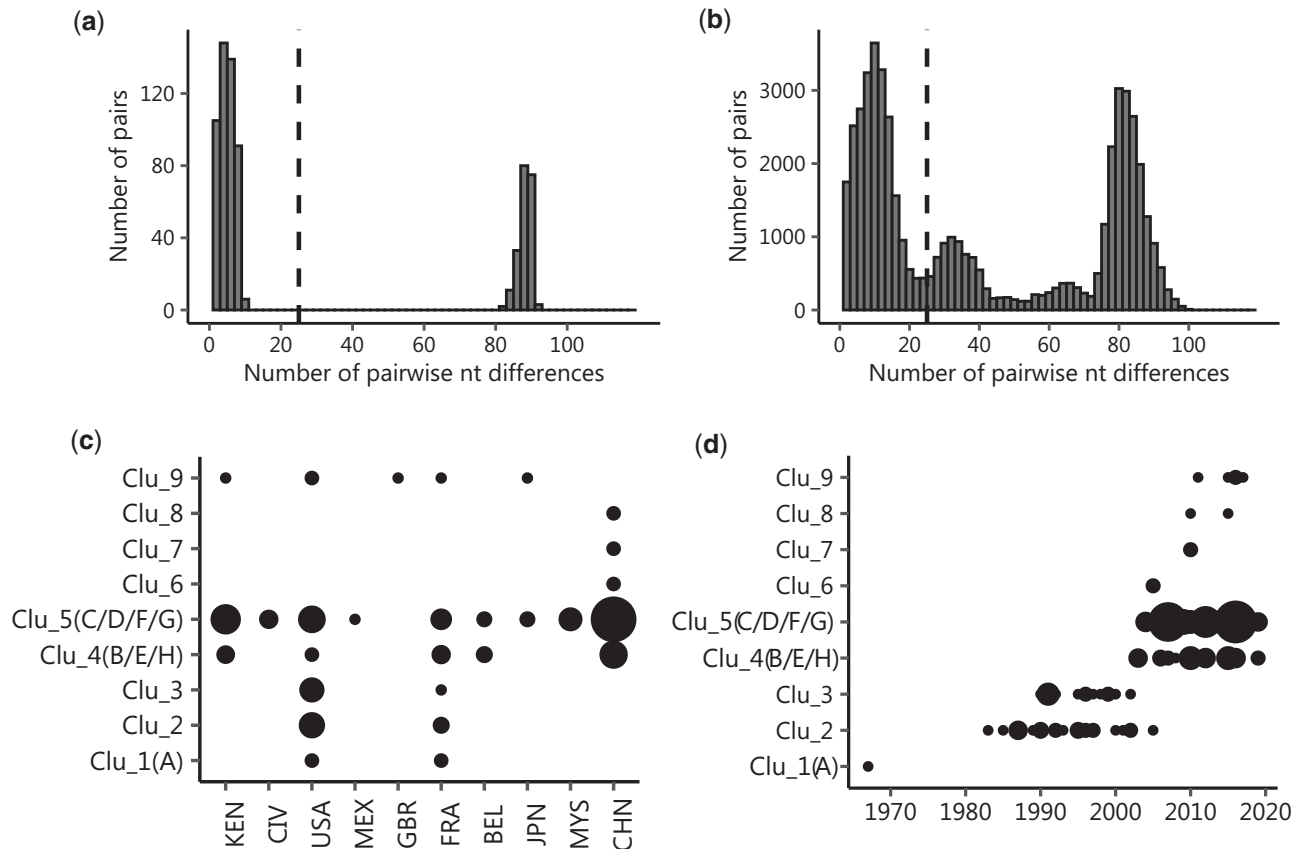 (a)
Number of pairs
120
80
40
0
0 20 40 60 80 100
Number of pairwise nt differences
(b)
Number of pairs
3000
2000
1000
0
0 20 40 60 80 100
Number of pairwise nt differences
(c)
Clu_9
Clu_8
Clu_7
Clu_6
Clu_5(C/D/F/G)
Clu_4(B/E/H)
Clu_3
Clu_2
Clu_1(A)
KEN CIV USA MEX GBR FRA BEL JPN MYS CHN
(d)
Clu_9
Clu_8
Clu_7
Clu_6
Clu_5(C/D/F/G)
Clu_4(B/E/H)
Clu_3
Clu_2
Clu_1(A)
1970 1980 1990 2000 2010 2020